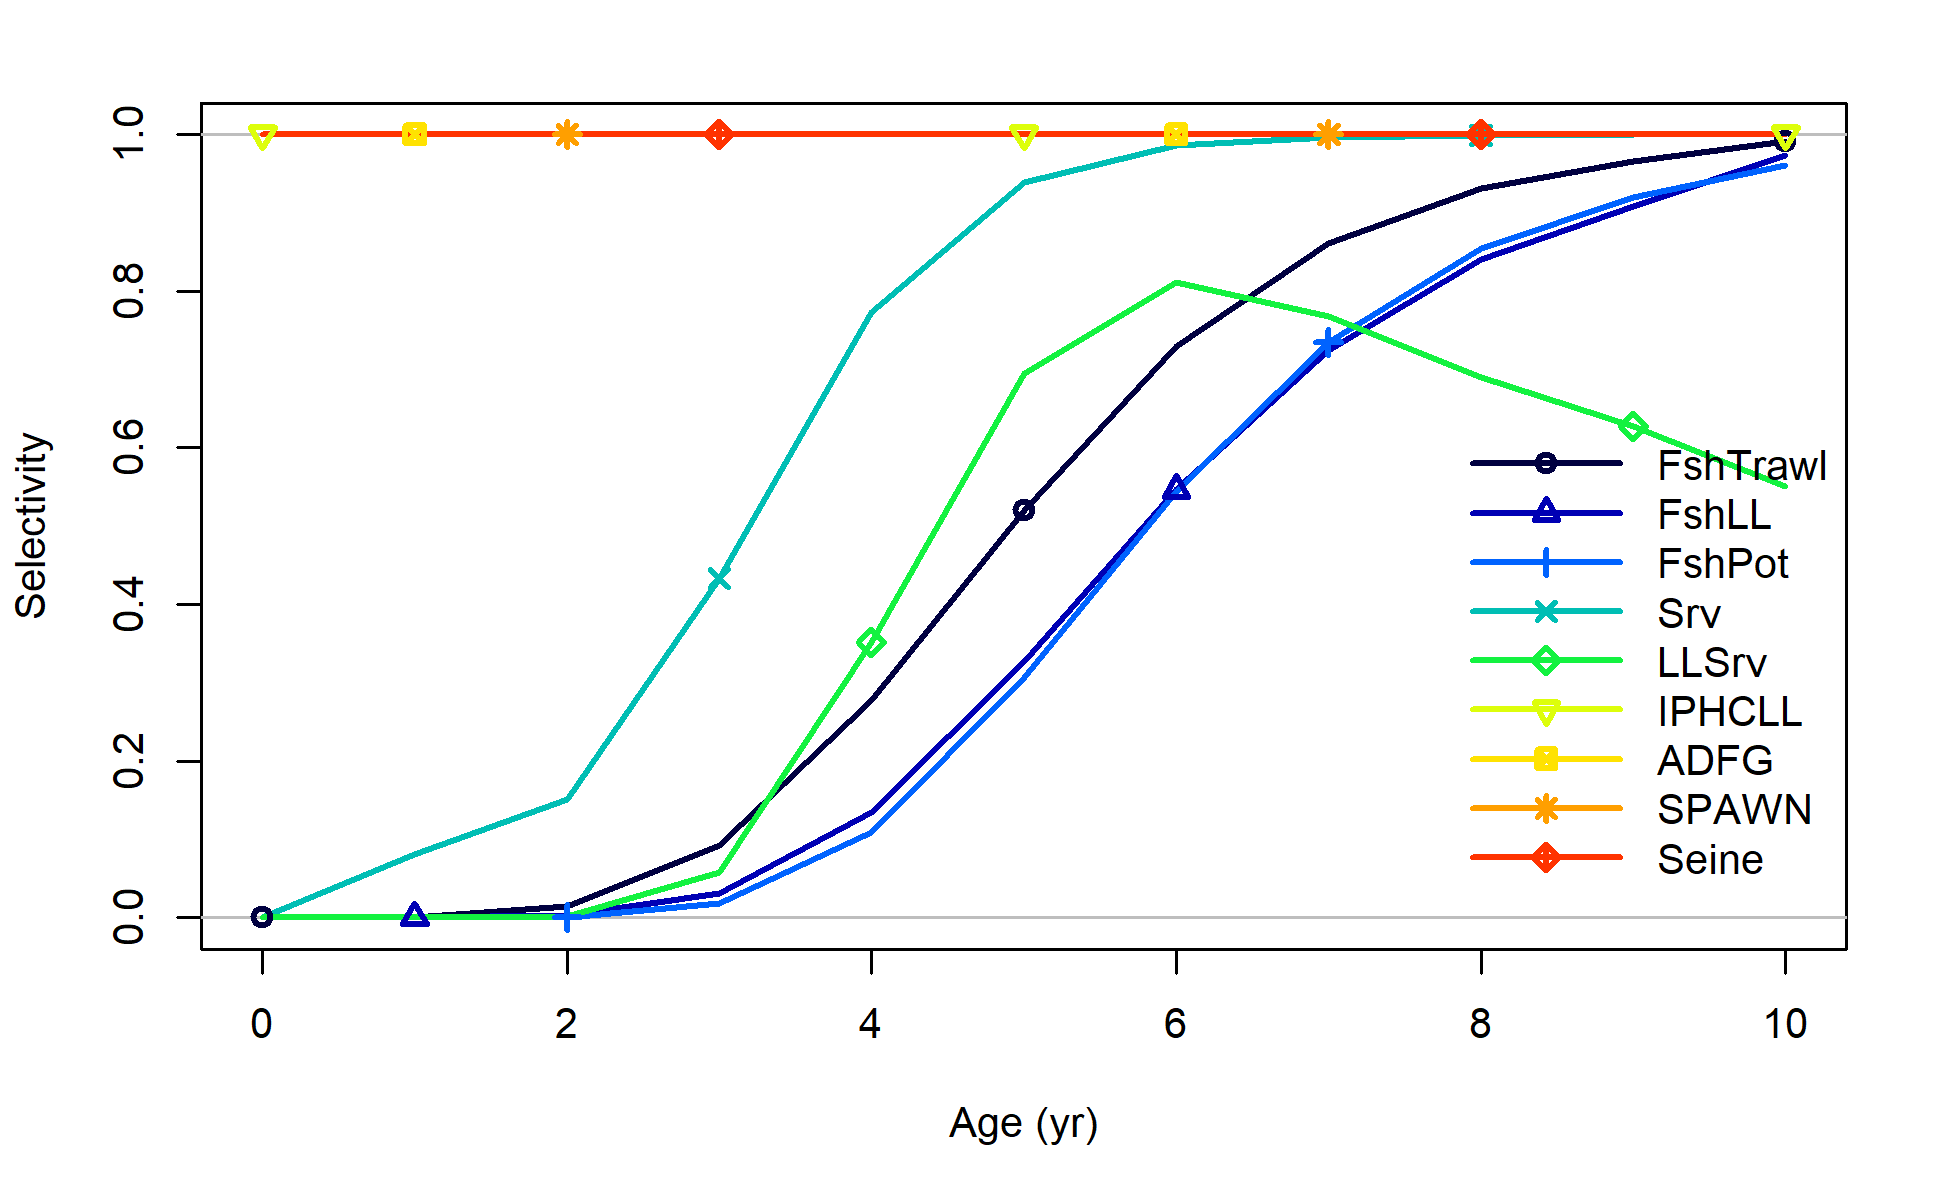 1.0
0.8
0.6
0.4
0.2
0.0
Selectivity
FshTrawl
FshLL
FshPot
Srv
LLSrv
IPHCLL
ADFG
SPAWN
Seine
0 2 4 6 8 10
Age (yr)